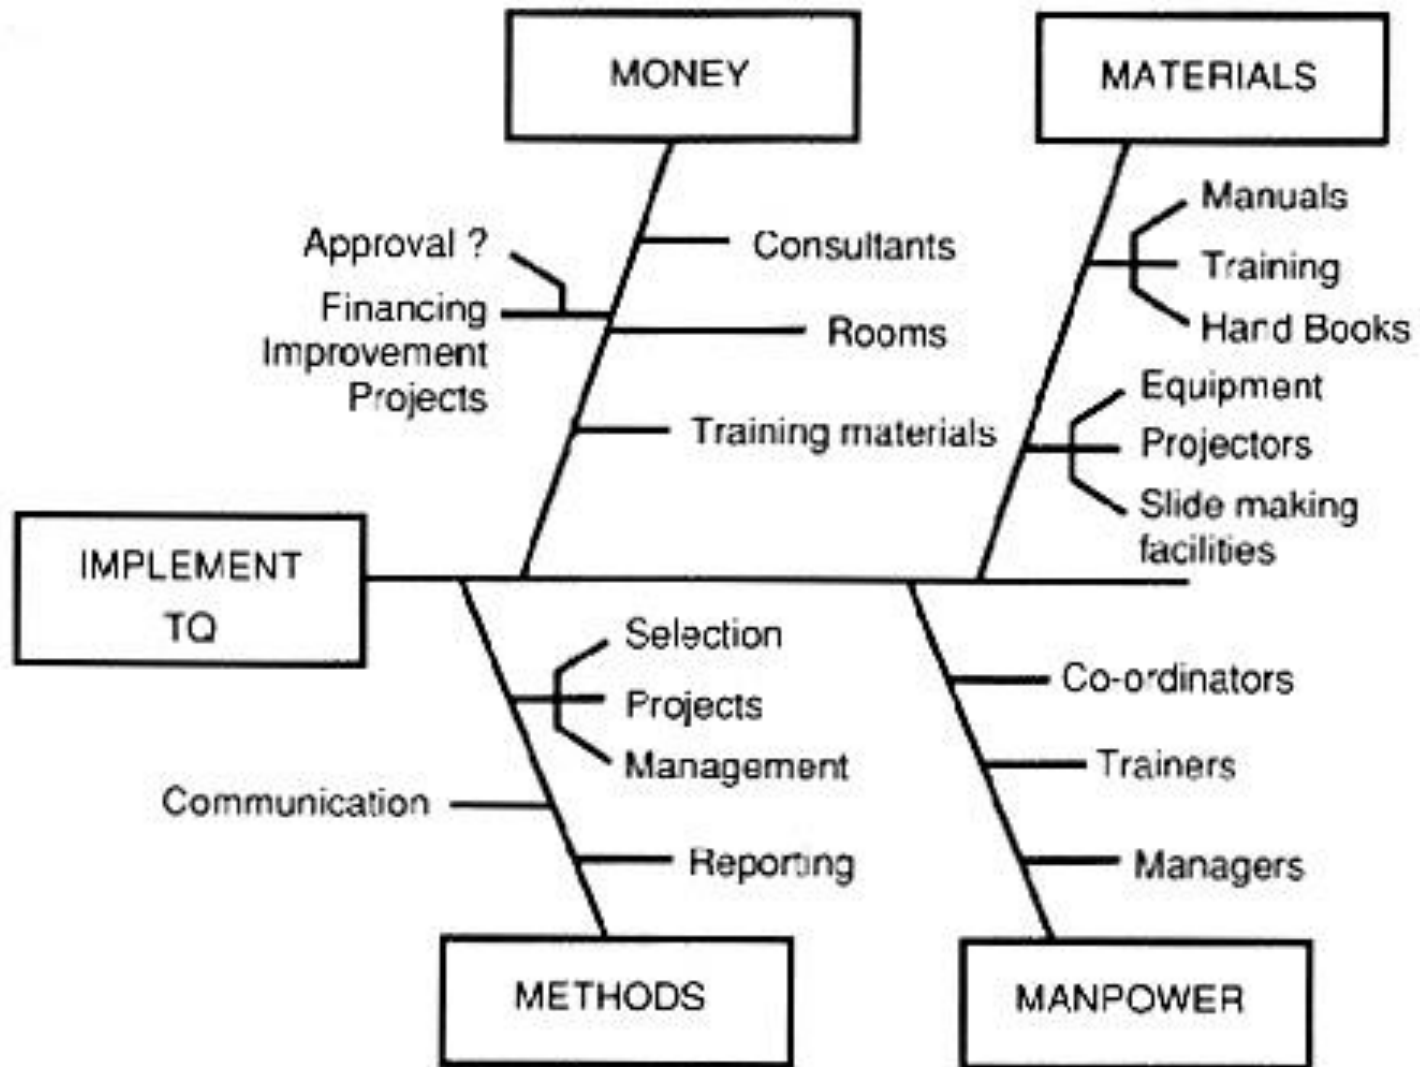 MONEY
MATERIALS
Manuals
Approval ?
Consultants
Training
Financing
Improvement
Projects
Rooms
Hand Books
Equipment
Training materials
Projectors
Slide making
facilities
IMPLEMENT
TQ
Selection
Projects
Management
Co-ordinators
Trainers
Communication
Reporting
Managers
METHODS
MANPOWER